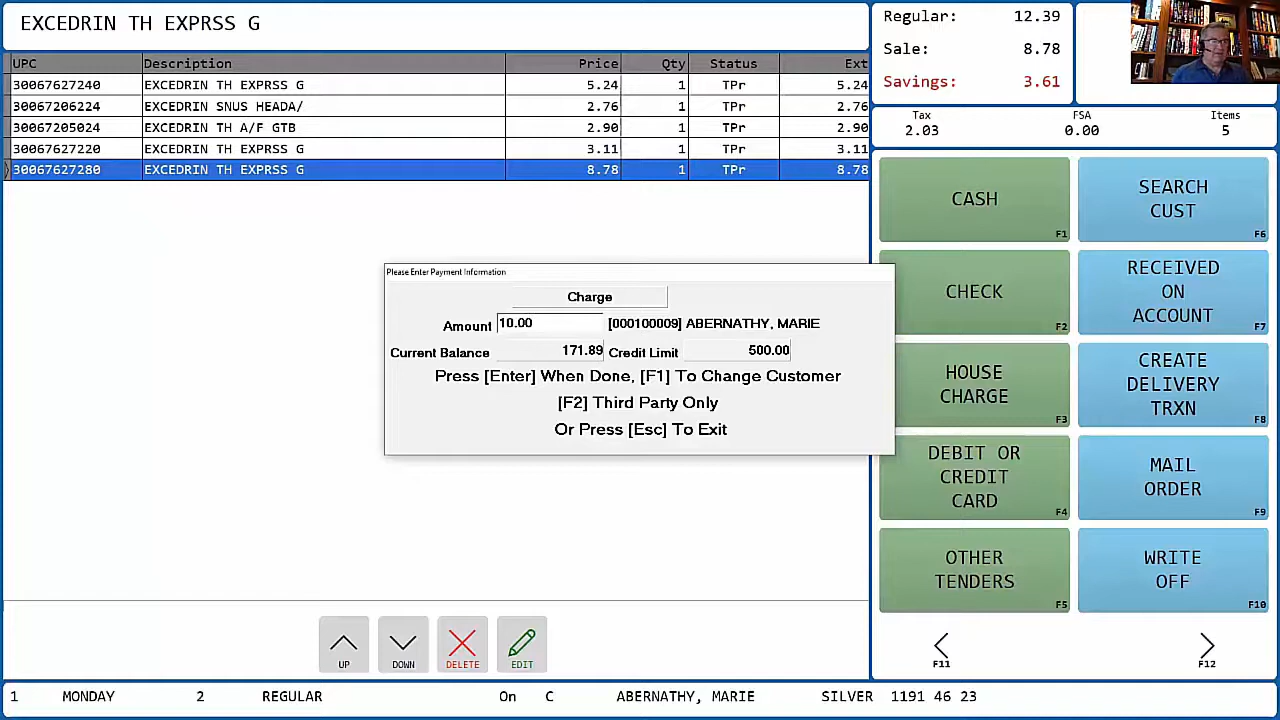 EXCEDRIN TH EXPRSS G
Regular: 12.39
Sale: 8.78
Savings: 3.61
Tax FSA Items
2.03 0.00 5
UPC Description Price Qty Status Ext
30067627240 EXCEDRIN TH EXPRSS G 5.24 1 TPr 5.24
30067206224 EXCEDRIN SNUS HEADA/ 2.76 1 TPr 2.76
30067205024 EXCEDRIN TH A/F GTB 2.90 1 TPr 2.90
30067627220 EXCEDRIN TH EXPRSS G 3.11 1 TPr 3.11
30067627280 EXCEDRIN TH EXPRSS G 8.78 1 TPr 8.78
Please Enter Payment Information
Charge
Amount 10.00 [000100009] ABERNATHY, MARIE
Current Balance 171.89 Credit Limit 500.00
Press [Enter] When Done, [F1] To Change Customer
[F2] Third Party Only
Or Press [Esc] To Exit
CASH
F1
SEARCH
CUST
F6
CHECK
F2
RECEIVED
ON
ACCOUNT
F7
HOUSE
CHARGE
F3
CREATE
DELIVERY
TRXN
F8
DEBIT OR
CREDIT
CARD
F4
MAIL
ORDER
F9
OTHER
TENDERS
F5
WRITE
OFF
F10
F11 F12
UP DOWN DELETE EDIT
1 MONDAY 2 REGULAR On C ABERNATHY, MARIE SILVER 1191 46 23